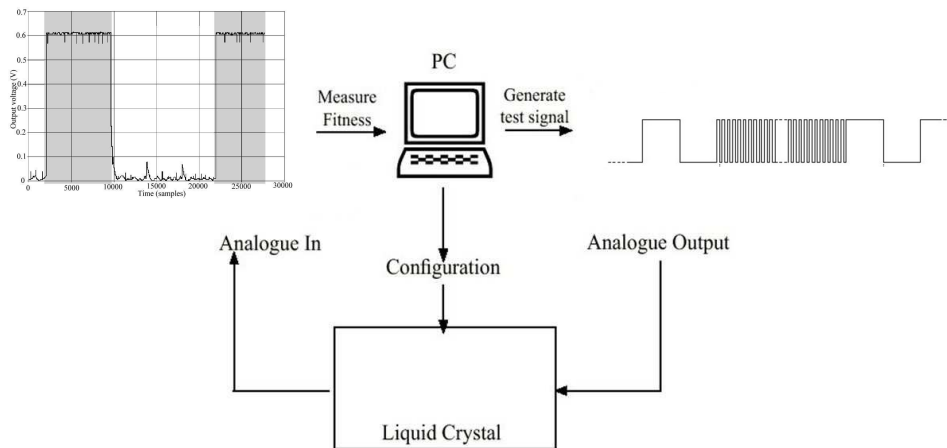 0.7
0.6
0.5
0.4
0.3
0.2
0.1
0
Output voltage (V)
0 5000 10000 15000 20000 25000 30000
Time (samples)
PC
Measure
Fitness
Generate
test signal
Analogue In
Configuration
Analogue Output
Liquid Crystal